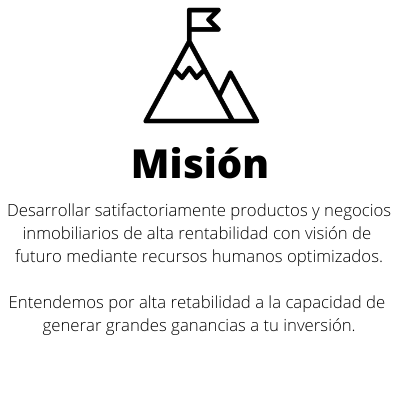 Misión
Desarrollar satifactoriamente productos y negocios
inmobiliarios de alta rentabilidad con visión de
futuro mediante recursos humanos optimizados.
Entendemos por alta retabilidad a la capacidad de
generar grandes ganancias a tu inversión.